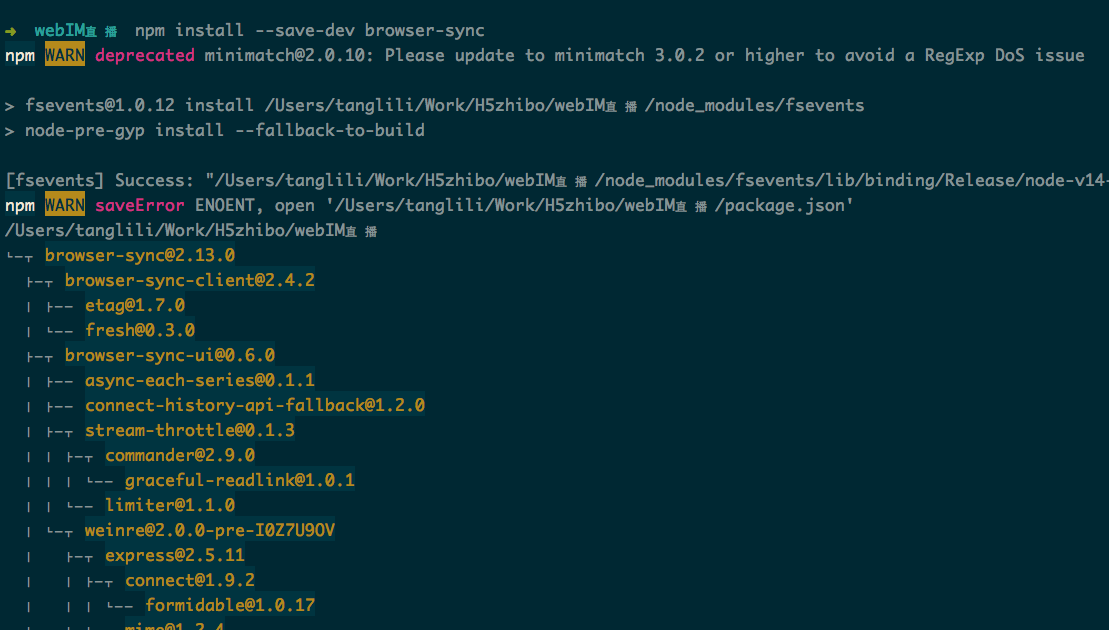 ➜  webIM直播  npm install --save-dev browser-sync
npm WARN deprecated minimatch@2.0.10: Please update to minimatch 3.0.2 or higher to avoid a RegExp DoS issue
> fsevents@1.0.12 install /Users/tanglili/Work/H5zhibo/webIM直播/node_modules/fsevents
> node-pre-gyp install --fallback-to-build
[fsevents] Success: "/Users/tanglili/Work/H5zhibo/webIM直播/node_modules/fsevents/lib/binding/Release/node-v14-
npm WARN saveError ENOENT, open '/Users/tanglili/Work/H5zhibo/webIM直播/package.json'
/Users/tanglili/Work/H5zhibo/webIM直播
└─┬ browser-sync@2.13.0
  ├─┬ browser-sync-client@2.4.2
  │ ├── etag@1.7.0
  │ └── fresh@0.3.0
  ├─┬ browser-sync-ui@0.6.0
  │ ├── async-each-series@0.1.1
  │ ├── connect-history-api-fallback@1.2.0
  │ ├─┬ stream-throttle@0.1.3
  │ │ ├─┬ commander@2.9.0
  │ │ │ └── graceful-readlink@1.0.1
  │ │ └── limiter@1.1.0
  │ └─┬ weinre@2.0.0-pre-I0Z7U9OV
  │   ├─┬ express@2.5.11
  │   │ ├─┬ connect@1.9.2
  │   │ │ └── formidable@1.0.17
  │   │ ├── mime@1.2.4